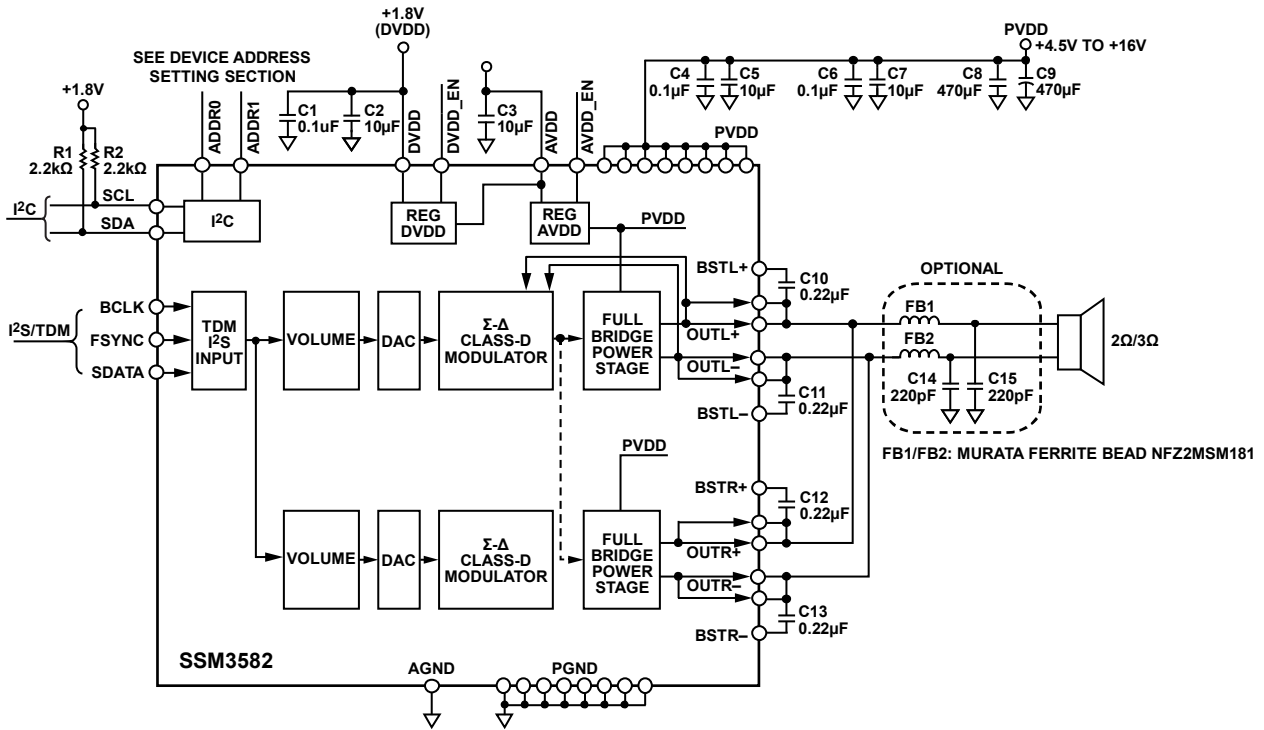 +1.8V
(DVDD)
PVDD
+4.5V TO +16V
SEE DEVICE ADDRESS
SETTING SECTION
+1.8V
R1
2.2kΩ
R2
2.2kΩ
ADDR0
ADDR1
C1
0.1uF
C2
10µF
DVDD
DVDD_EN
C3
10µF
AVDD
AVDD_EN
C4
0.1µF
C5
10µF
C6
0.1µF
C7
10µF
C8
470µF
C9
470µF
PVDD
I²C
SCL
SDA
I²C
REG
DVDD
REG
AVDD
PVDD
I²S/TDM
BCLK
FSYNC
SDATA
TDM
I²S
INPUT
VOLUME
DAC
Σ-Δ
CLASS-D
MODULATOR
FULL
BRIDGE
POWER
STAGE
BSTL+
C10
0.22µF
OUTL+
OUTL–
C11
0.22µF
BSTL–
OPTIONAL
FB1
FB2
C14
220pF
C15
220pF
2Ω/3Ω
FB1/FB2: MURATA FERRITE BEAD NFZ2MSM181
PVDD
VOLUME
DAC
Σ-Δ
CLASS-D
MODULATOR
FULL
BRIDGE
POWER
STAGE
BSTR+
C12
0.22µF
OUTR+
OUTR–
C13
0.22µF
BSTR–
SSM3582
AGND
PGND